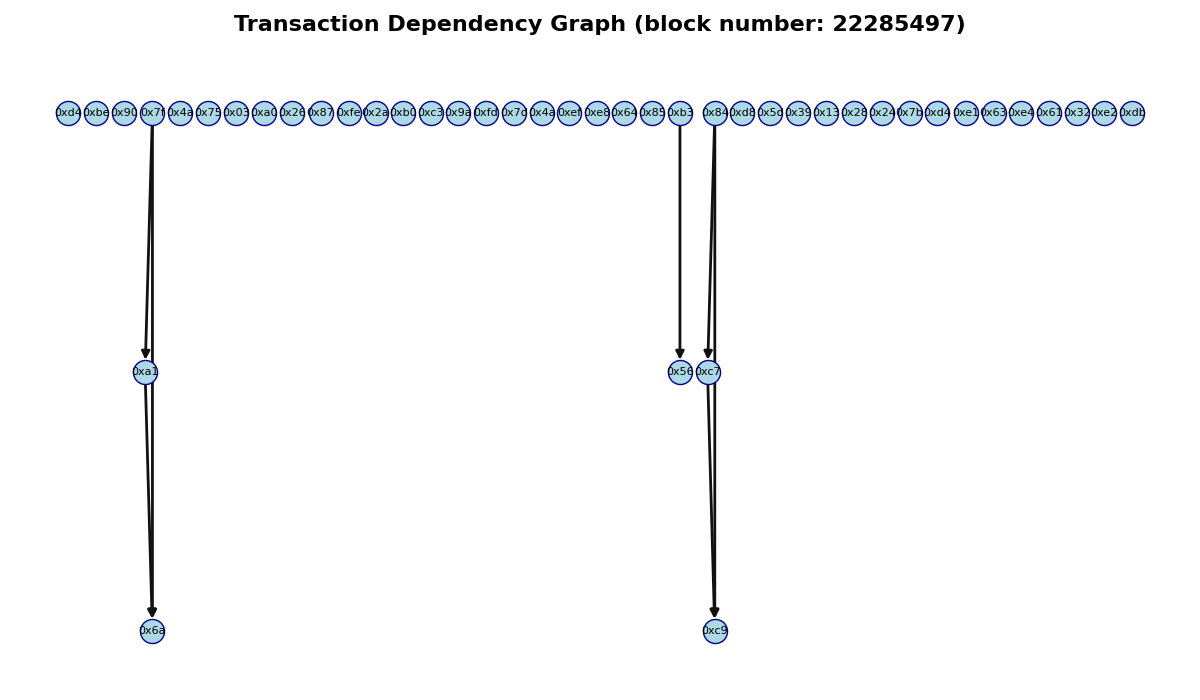 Transaction Dependency Graph (block number: 22285497)
0xd4 0xbe 0x90 0x7f 0x4a 0x75 0x03 0xa0 0x26 0x87 0xfe 0x2a 0xb0 0xc3 0x9a 0xfd 0x7d 0x4a 0xef 0xe8 0x64 0x85 0xb3 0x84 0xd8 0x5d 0x39 0x13 0x28 0x24 0x7b 0xd4 0xe1 0x63 0xe4 0x61 0x32 0xe2 0xdb
0xa1 0x56 0xc7
0x6a 0xc9